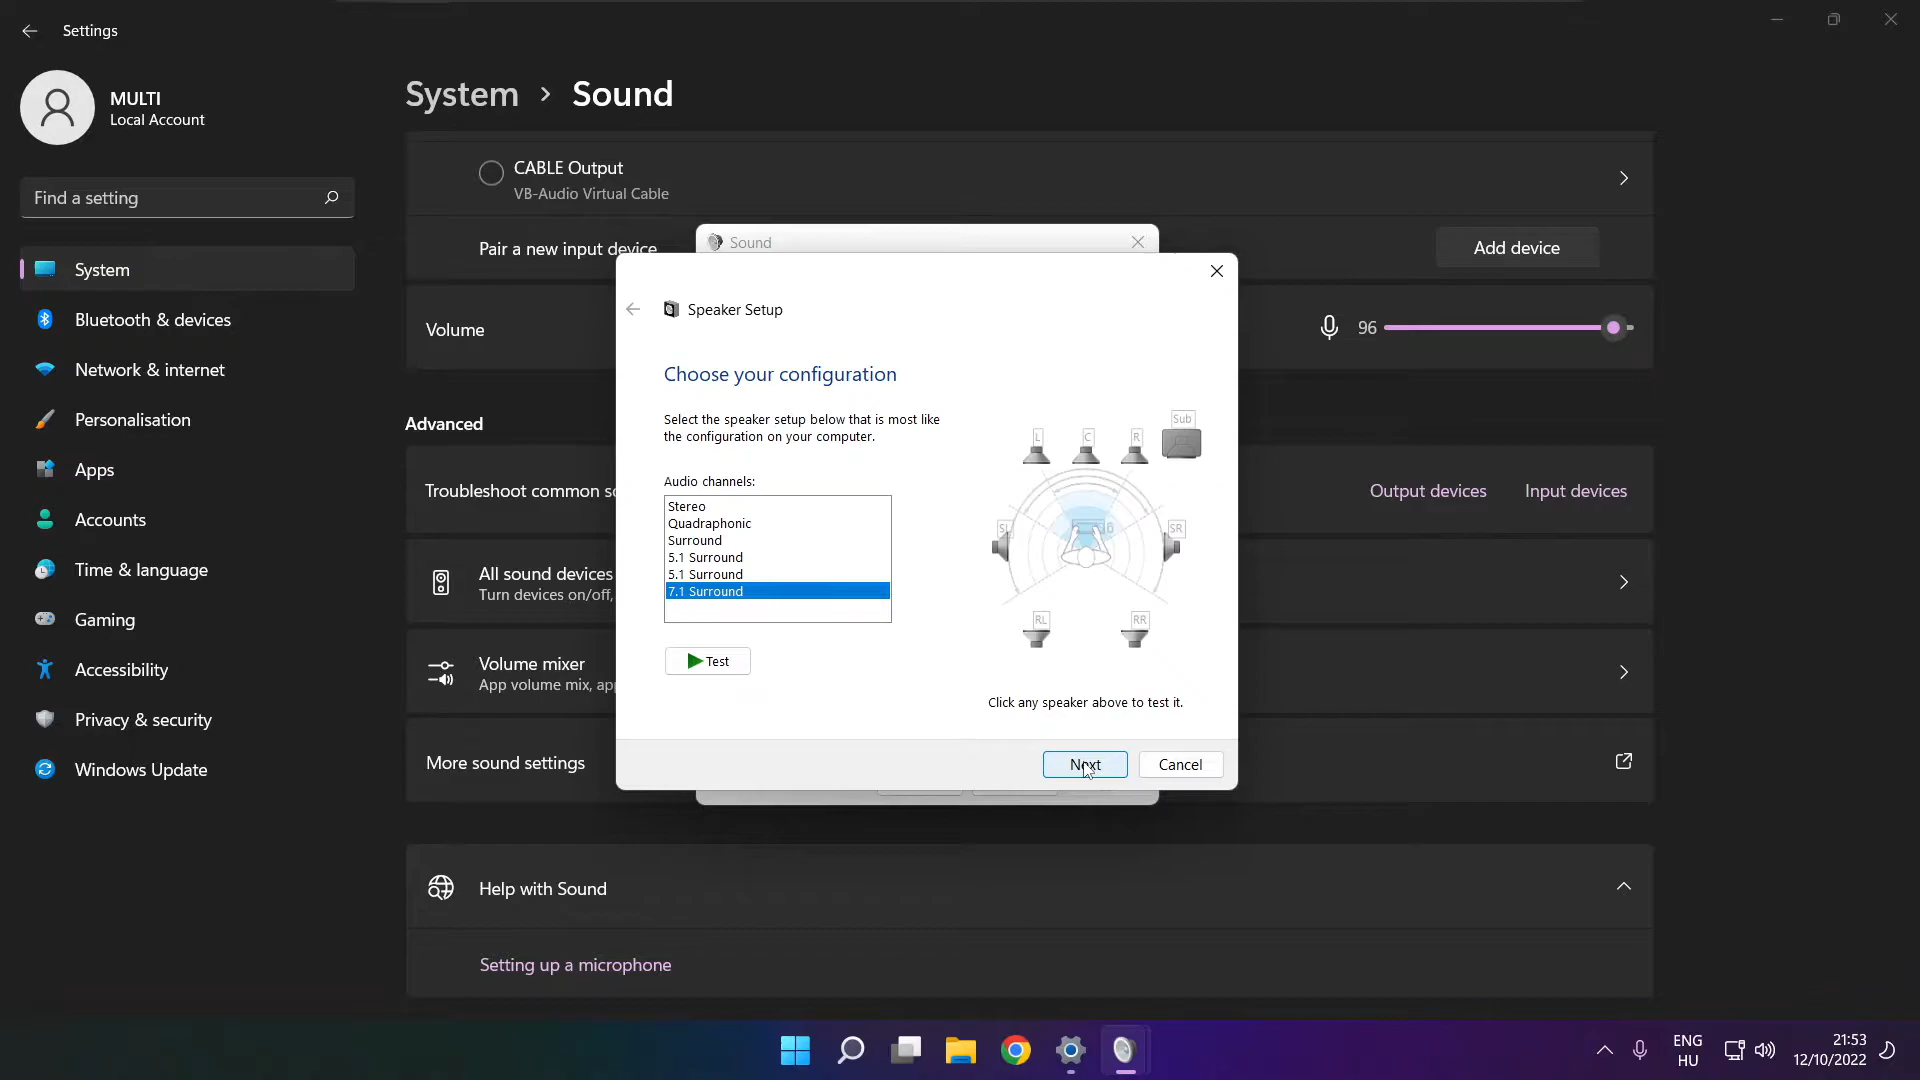 Settings
MULTI
Local Account
Find a setting
System
Bluetooth & devices
Network & internet
Personalisation
Apps
Accounts
Time & language
Gaming
Accessibility
Privacy & security
Windows Update
System > Sound
CABLE Output
VB-Audio Virtual Cable
Pair a new input device
Add device
Volume
96
Advanced
Troubleshoot common so
Output devices
Input devices
All sound devices
Turn devices on/off,
Volume mixer
App volume mix, app
More sound settings
Help with Sound
Setting up a microphone
Sound
Speaker Setup
Choose your configuration
Select the speaker setup below that is most like
the configuration on your computer.
Audio channels:
Stereo
Quadraphonic
Surround
5.1 Surround
5.1 Surround
7.1 Surround
Test
L
C
R
Sub
SL
SR
RL
RR
Click any speaker above to test it.
Next
Cancel
ENG
HU
21:53
12/10/2022